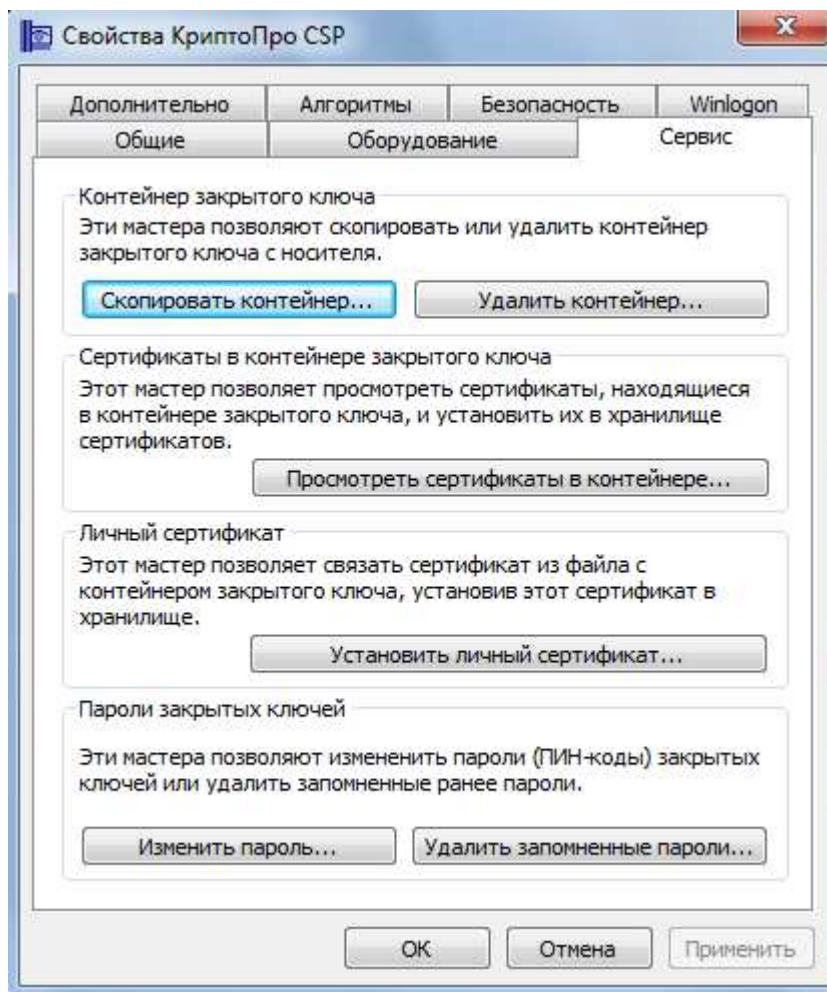 Свойства КриптоПро CSP
Дополнительно Алгоритмы Безопасность Winlogon
Общие Оборудование Сервис
Контейнер закрытого ключа
Эти мастера позволяют скопировать или удалить контейнер
закрытого ключа с носителя.
Скопировать контейнер... Удалить контейнер...
Сертификаты в контейнере закрытого ключа
Этот мастер позволяет просмотреть сертификаты, находящиеся
в контейнере закрытого ключа, и установить их в хранилище
сертификатов.
Просмотреть сертификаты в контейнере...
Личный сертификат
Этот мастер позволяет связать сертификат из файла с
контейнером закрытого ключа, установив этот сертификат в
хранилище.
Установить личный сертификат...
Пароли закрытых ключей
Эти мастера позволяют измененить пароли (ПИН-коды) закрытых
ключей или удалить запомненные ранее пароли.
Изменить пароль... Удалить запомненные пароли...
ОК Отмена Применить